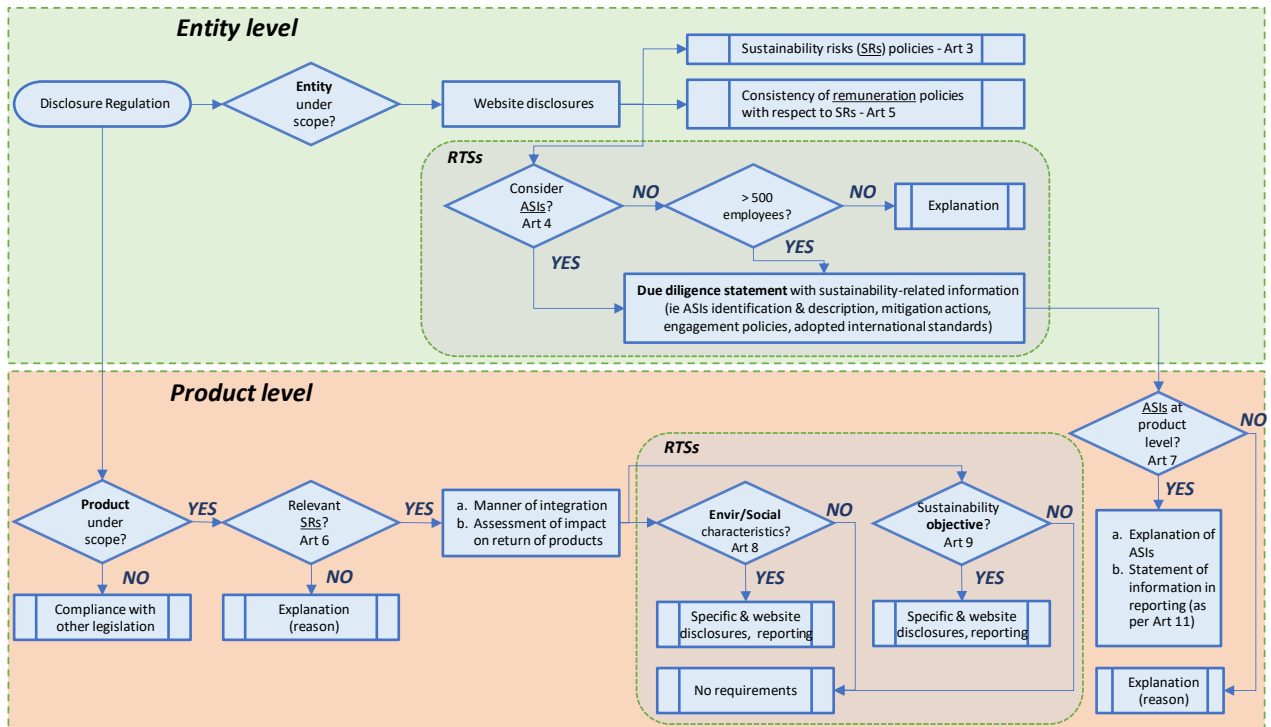 Entity level
Disclosure Regulation
Entity
under
scope?
Website disclosures
Sustainability risks (SRs) policies - Art 3
Consistency of remuneration policies
with respect to SRs - Art 5
RTSs
Consider
ASIs?
Art 4
NO
> 500
employees?
NO
Explanation
YES
YES
Due diligence statement with sustainability-related information
(ie ASIs identification & description, mitigation actions,
engagement policies, adopted international standards)
Product level
ASIs at
product
level?
Art 7
NO
YES
a. Explanation of
ASIs
b. Statement of
information in
reporting (as
per Art 11)
Explanation
(reason)
Product
under
scope?
YES
NO
Compliance with
other legislation
Relevant
SRs?
Art 6
YES
NO
Explanation
(reason)
a. Manner of integration
b. Assessment of impact
on return of products
RTSs
Envir/Social
characteristics?
Art 8
NO
YES
Specific & website
disclosures, reporting
Sustainability
objective?
Art 9
NO
YES
Specific & website
disclosures, reporting
No requirements